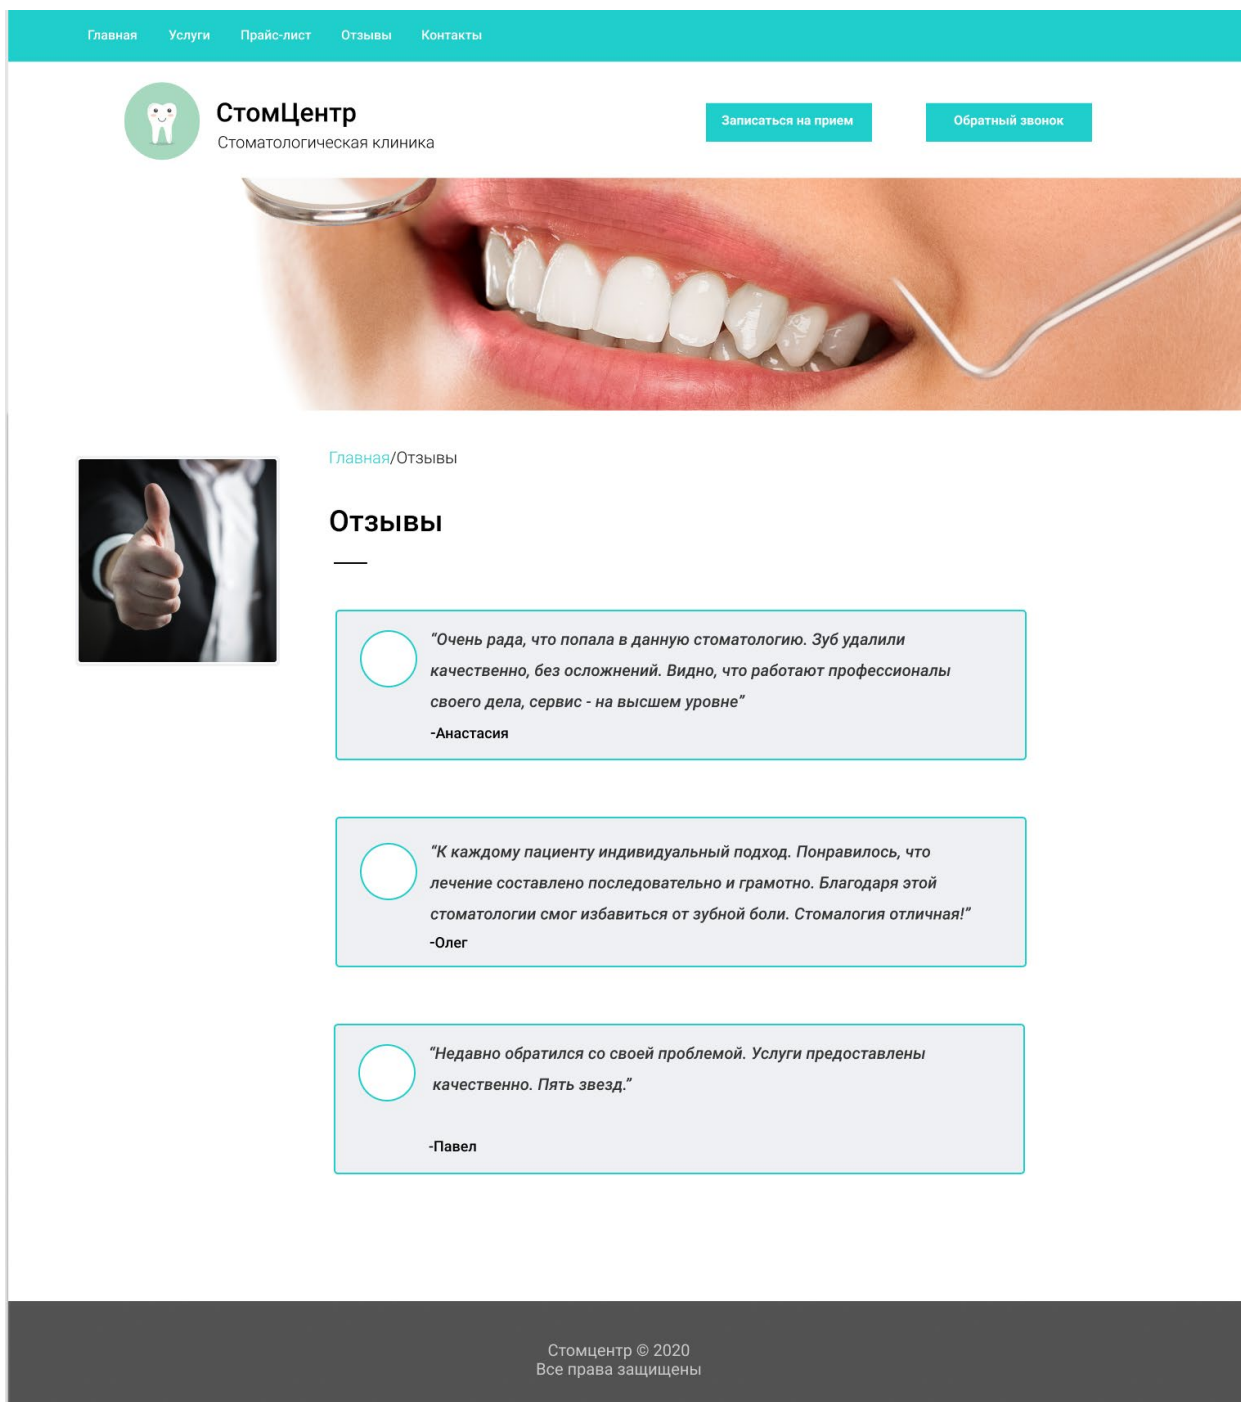 Главная Услуги Прайс-лист Отзывы Контакты
СтомЦентр
Стоматологическая клиника
Записаться на прием Обратный звонок
Главная/Отзывы
Отзывы
“Очень рада, что попала в данную стоматологию. Зуб удалили
качественно, без осложнений. Видно, что работают профессионалы
своего дела, сервис - на высшем уровне”
-Анастасия
“К каждому пациенту индивидуальный подход. Понравилось, что
лечение составлено последовательно и грамотно. Благодаря этой
стоматологии смог избавиться от зубной боли. Стомалогия отличная!”
-Олег
“Недавно обратился со своей проблемой. Услуги предоставлены
качественно. Пять звезд.”
-Павел
Стомцентр © 2020
Все права защищены